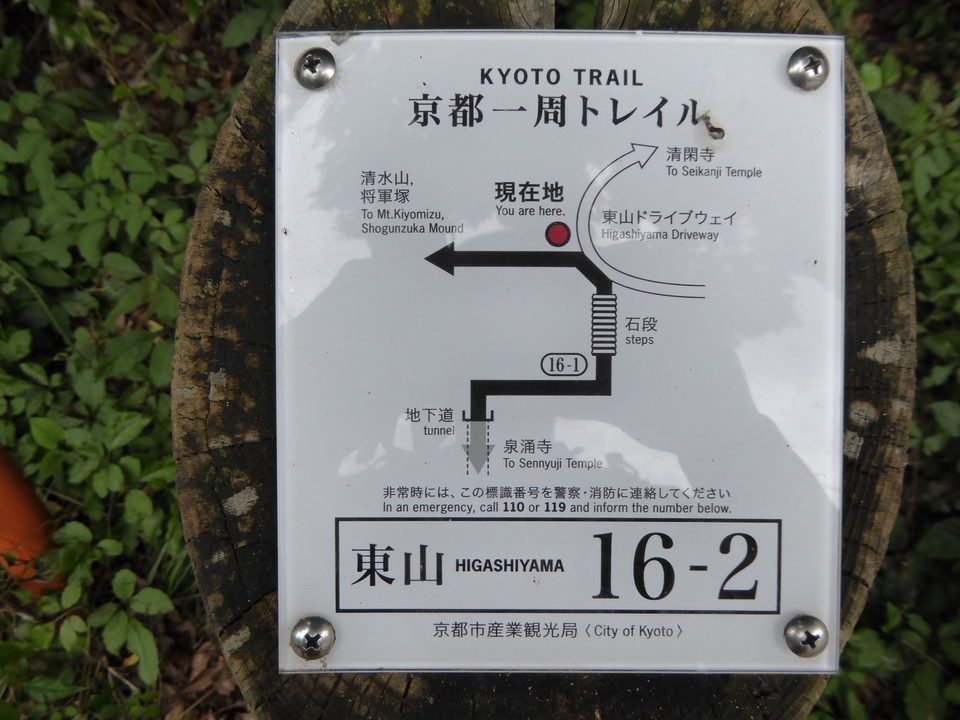 KYOTO TRAIL
京都一周トレイル
清閑寺
To Seikanji Temple
清水山,
将軍塚
To Mt.Kiyomizu,
Shogunzuka Mound
現在地
You are here.
東山ドライブウェイ
Higashiyama Driveway
石段
steps
16-1
地下道
tunnel
泉涌寺
To Sennyuji Temple
非常時には、この標識番号を警察・消防に連絡してください
In an emergency, call 110 or 119 and inform the number below.
東山 HIGASHIYAMA 16-2
京都市産業観光局〈City of Kyoto〉